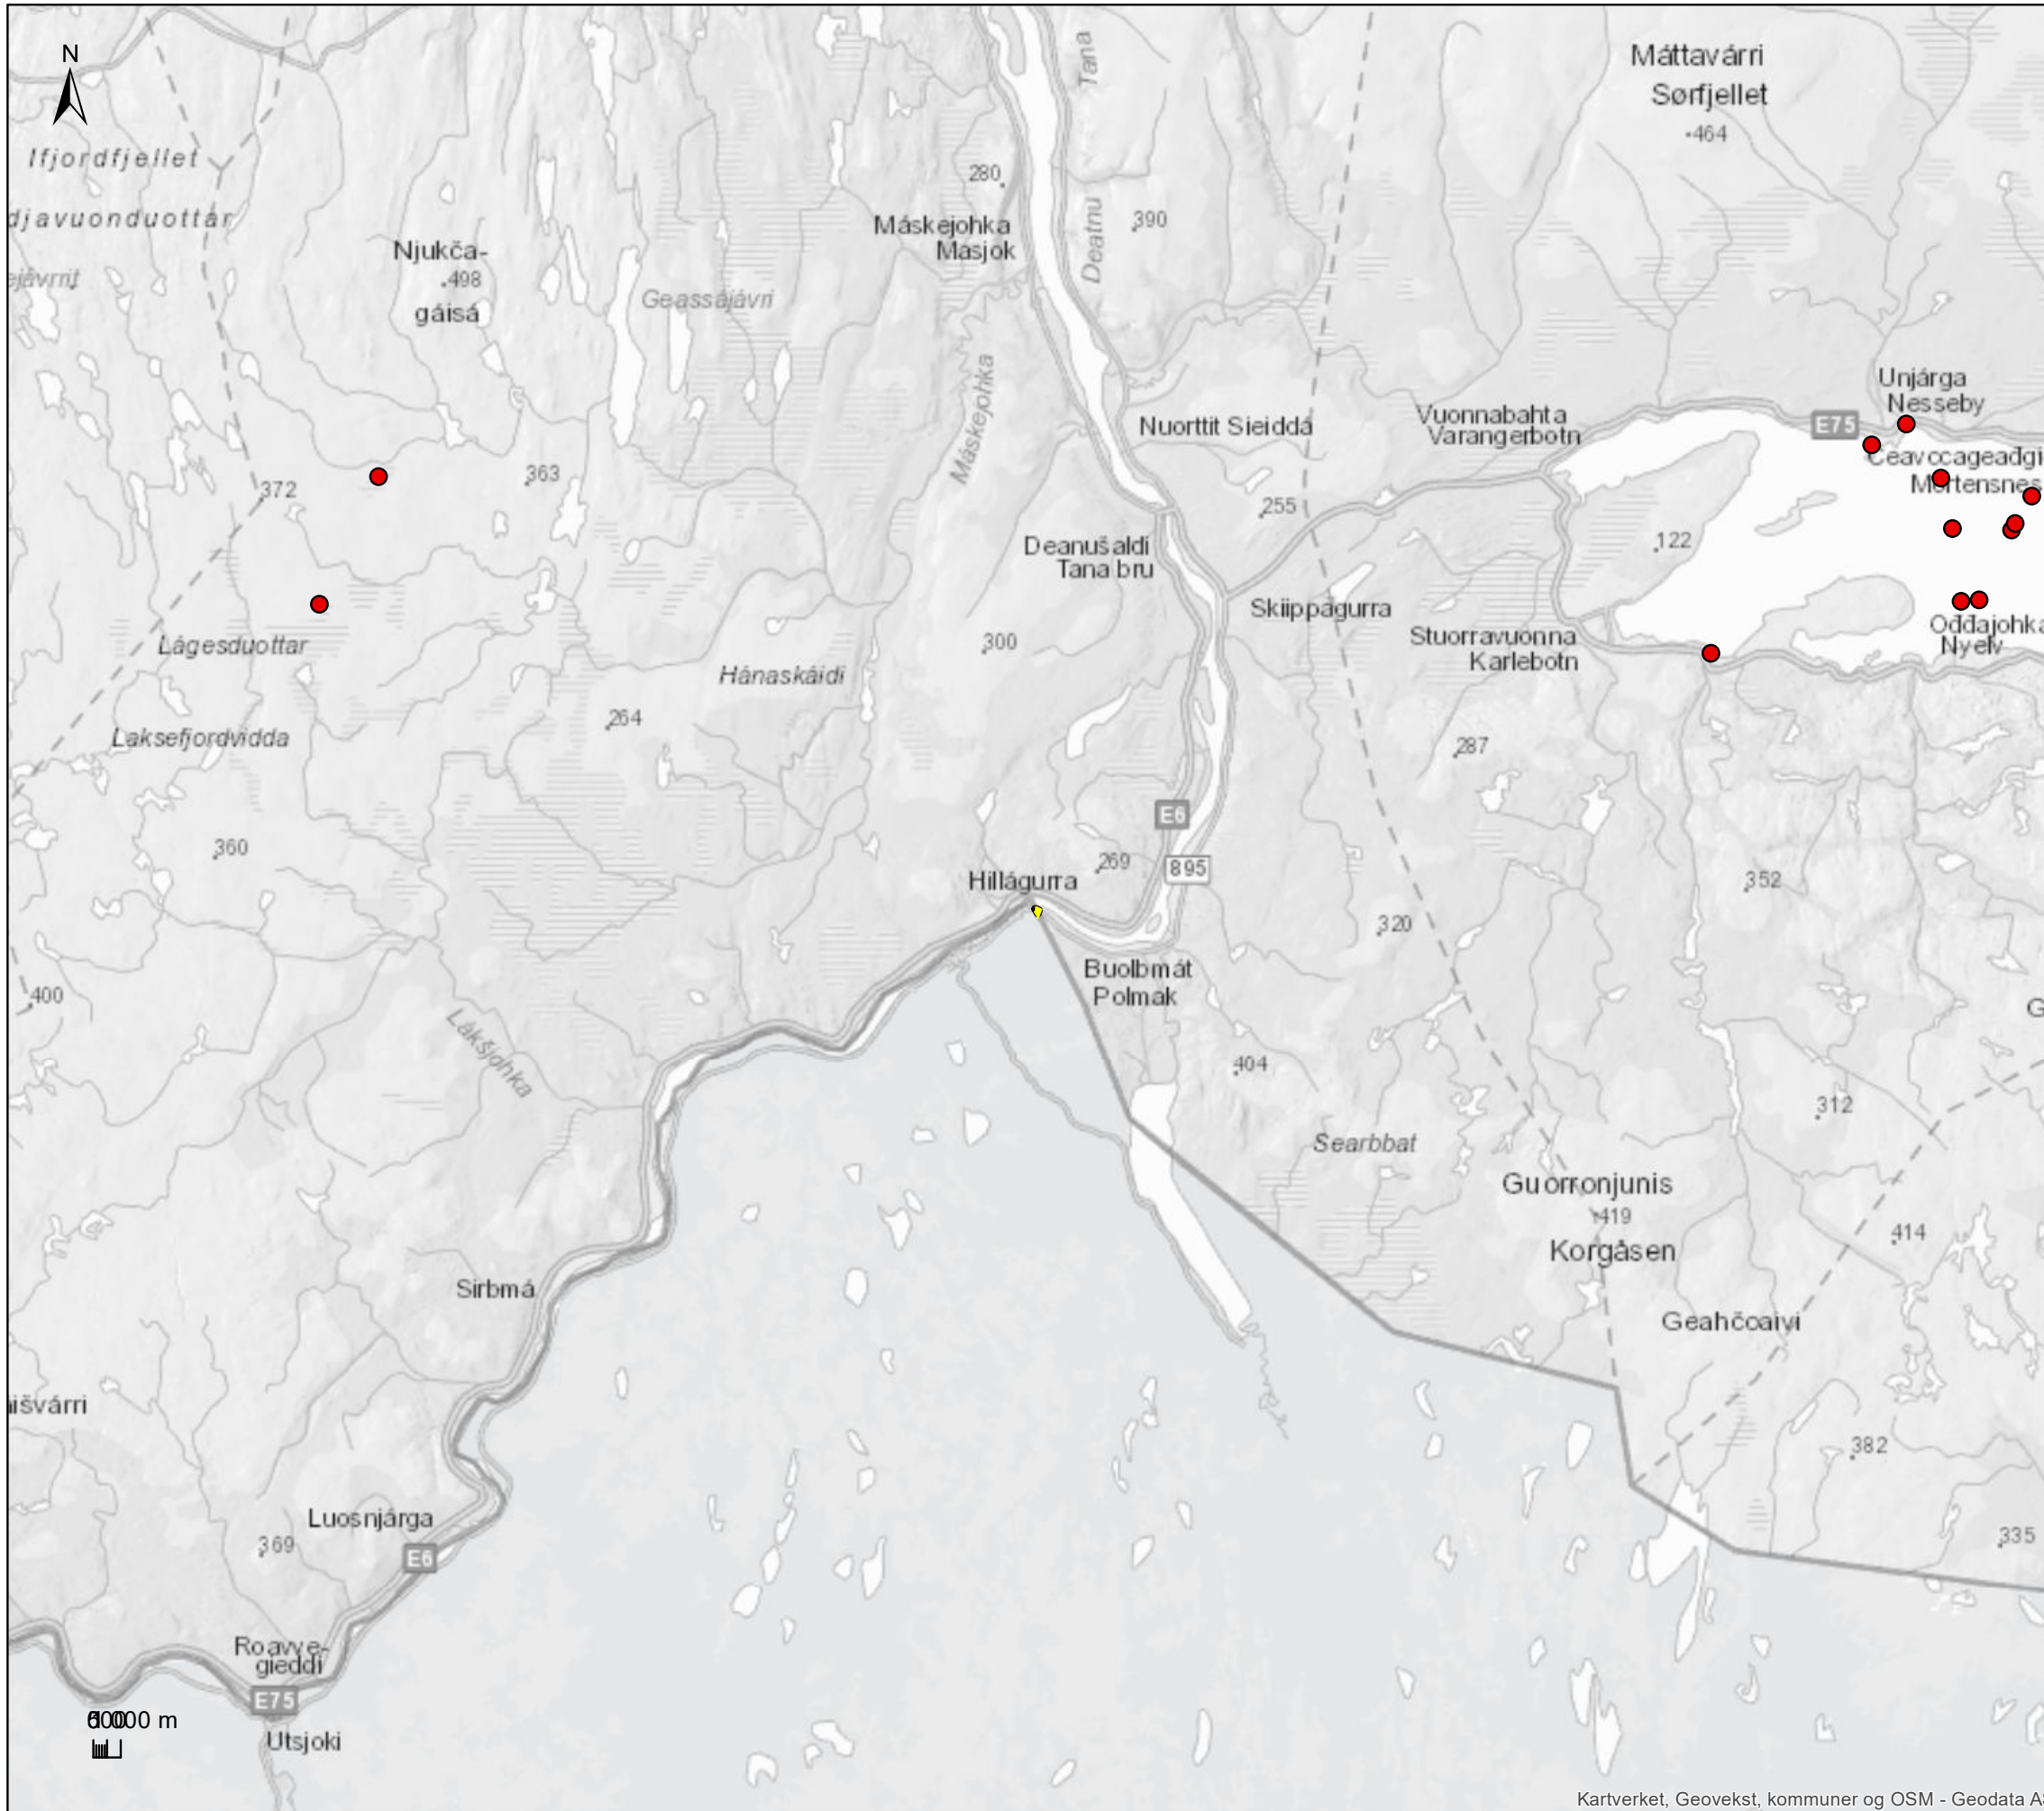 N
Máttavárri
Sørfjellet
464
Tana
Ifjordfjellet
280
djavuonduottar
390
Máskejohka
Masjok
Deatnu
Njukča-
498
gáisá
ejávrrit
Geassájávri
Máskejohka
Unjárga
Nesseby
Nuorttit Sieiddá
Vuonnabahta
Varangerbotn
E75
Ceavccageađgi
Mortensnes
363
372
255
122
Deanušaldi
Tana bru
Skiippagurra
300
Stuorravuonna
Karlebotn
Ođđajohka
Nyelv
Lágesduottar
Hánaskáidi
264
Laksefjordvidda
287
E6
360
269
895
352
Hillágurra
320
Buolbmát
Polmak
400
G
Lákšjohka
404
312
Searbbat
Guorronjunis
419
Korgåsen
414
Sirbmá
Geahčoaivi
išvárri
382
Luosnjárga
369
E6
335
Roavve-
gieddi
E75
000 m
Utsjoki
Kartverket, Geovekst, kommuner og OSM - Geodata A